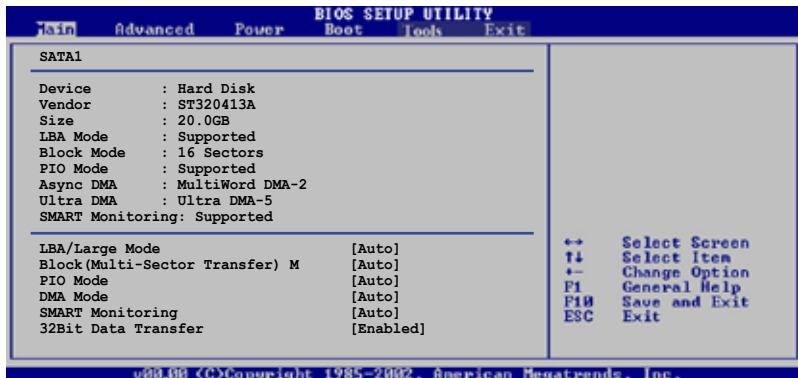 BIOS SETUP UTILITY
Main Advanced Power Boot Tools Exit
SATA1
Device : Hard Disk
Vendor : ST320413A
Size : 20.0GB
LBA Mode : Supported
Block Mode : 16 Sectors
PIO Mode : Supported
Async DMA : MultiWord DMA-2
Ultra DMA : Ultra DMA-5
SMART Monitoring: Supported
LBA/Large Mode [Auto]
Block(Multi-Sector Transfer) M [Auto]
PIO Mode [Auto]
DMA Mode [Auto]
SMART Monitoring [Auto]
32Bit Data Transfer [Enabled]
←→ Select Screen
↑↓ Select Item
+- Change Option
F1 General Help
F10 Save and Exit
ESC Exit
v00.00 (C)Copyright 1985-2002, American Megatrends, Inc.